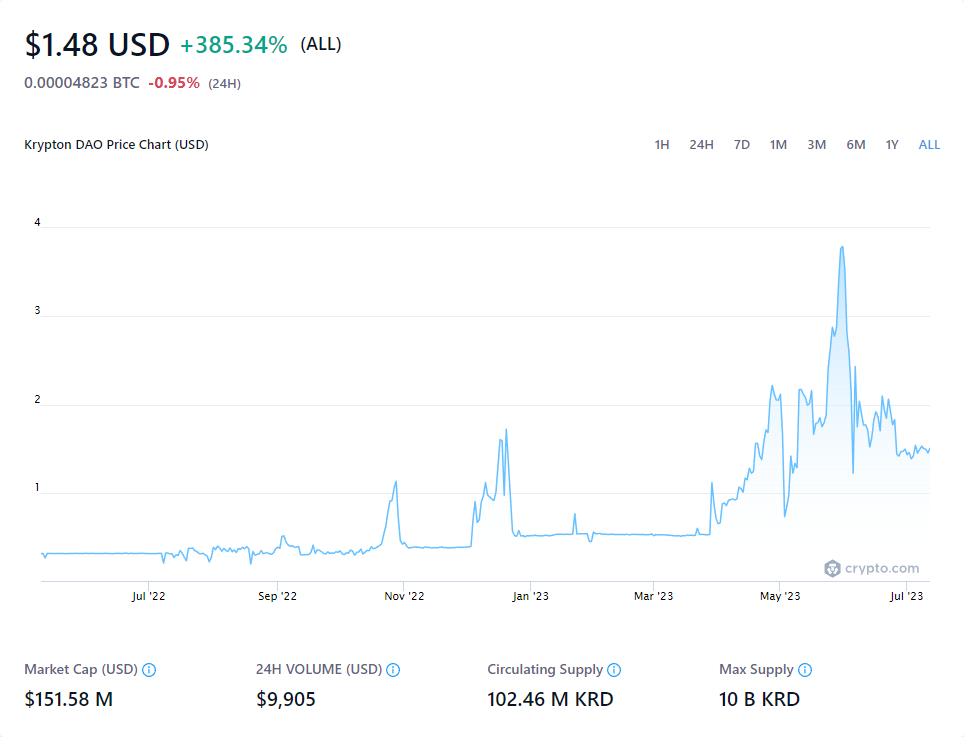 $1.48 USD +385.34% (ALL)
0.00004823 BTC -0.95% (24H)
Krypton DAO Price Chart (USD) 1H 24H 7D 1M 3M 6M 1Y ALL
4
3
2
1
crypto.com
Jul '22 Sep '22 Nov '22 Jan '23 Mar '23 May '23 Jul '23
Market Cap (USD) 24H VOLUME (USD) Circulating Supply Max Supply
$151.58 M $9,905 102.46 M KRD 10 B KRD